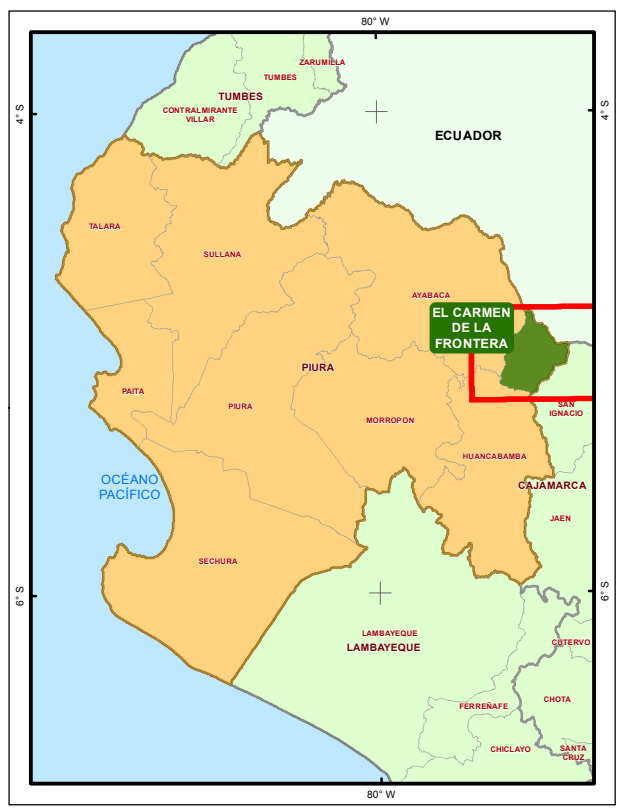 80° W
ZARUMILLA
TUMBES
TUMBES
CONTRALMIRANTE
VILLAR
4° S
4° S
ECUADOR
TALARA
SULLANA
AYABACA
EL CARMEN
DE LA
FRONTERA
PIURA
PAITA
PIURA
MORROPON
SAN
IGNACIO
HUANCABAMBA
OCÉANO
PACÍFICO
CAJAMARCA
JAEN
SECHURA
6° S
6° S
LAMBAYEQUE
LAMBAYEQUE
CUTERVO
FERREÑAFE
CHOTA
CHICLAYO
SANTA
CRUZ
80° W